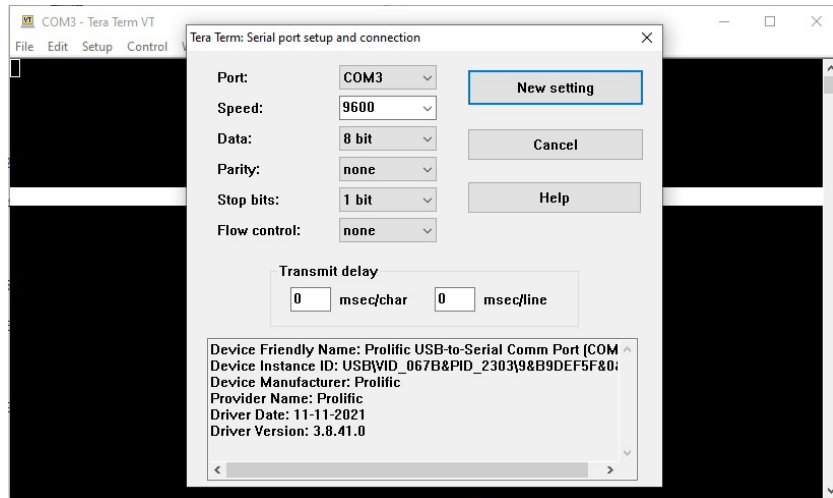 COM3 - Tera Term VT
File Edit Setup Control
Tera Term: Serial port setup and connection
Port: COM3
New setting
Speed: 9600
Data: 8 bit
Cancel
Parity: none
Stop bits: 1 bit
Help
Flow control: none
Transmit delay
0 msec/char 0 msec/line
Device Friendly Name: Prolific USB-to-Serial Comm Port (COM
Device Instance ID: USB\VID_067B&PID_2303\9&B9DEF5F&0&
Device Manufacturer: Prolific
Provider Name: Prolific
Driver Date: 11-11-2021
Driver Version: 3.8.41.0